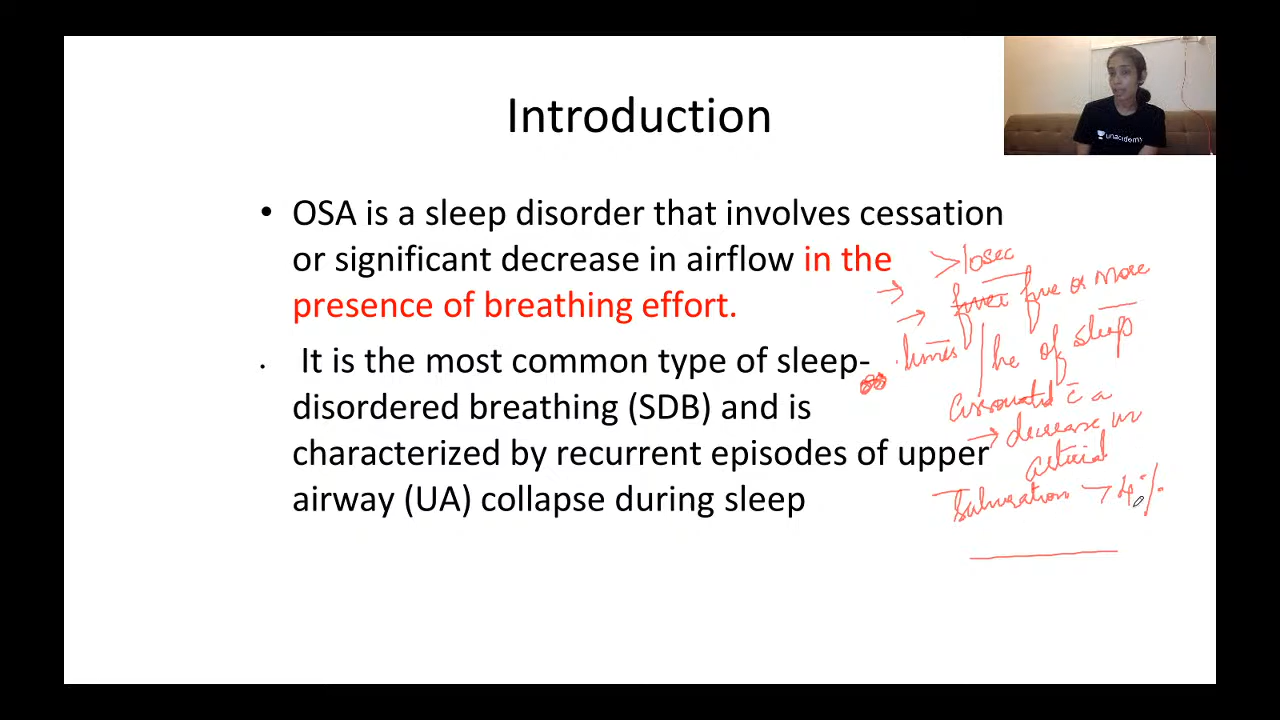 Introduction
unacademy
• OSA is a sleep disorder that involves cessation
or significant decrease in airflow in the
presence of breathing effort.
• It is the most common type of sleep-
disordered breathing (SDB) and is
characterized by recurrent episodes of upper
airway (UA) collapse during sleep
>10sec
five or more
times / hr of sleep
associated c̄ a
→ decrease in
arterial
saturation → 4%